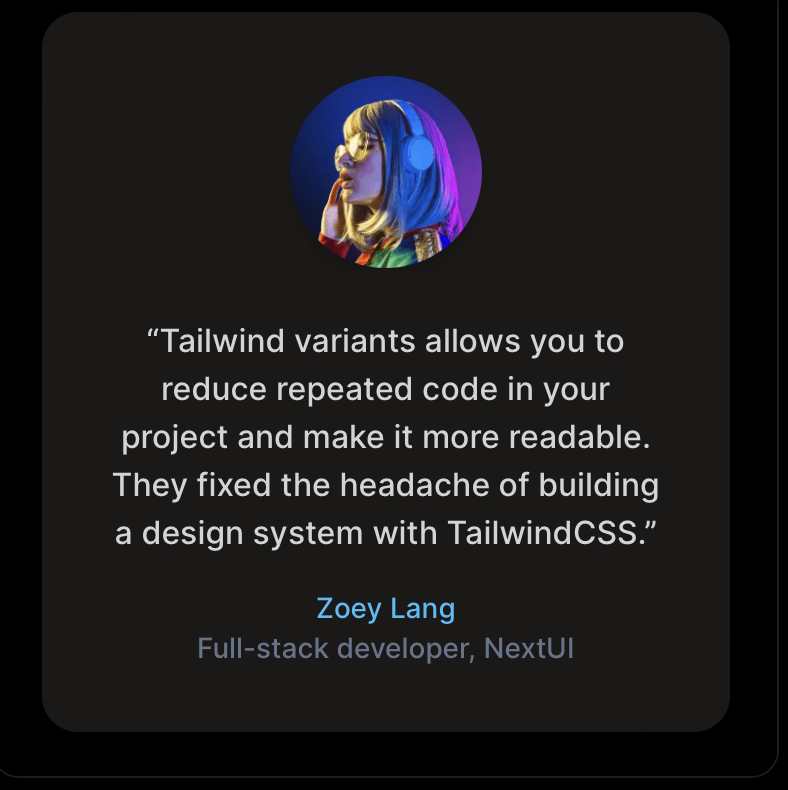 “Tailwind variants allows you to
reduce repeated code in your
project and make it more readable.
They fixed the headache of building
a design system with TailwindCSS.”
Zoey Lang
Full-stack developer, NextUI